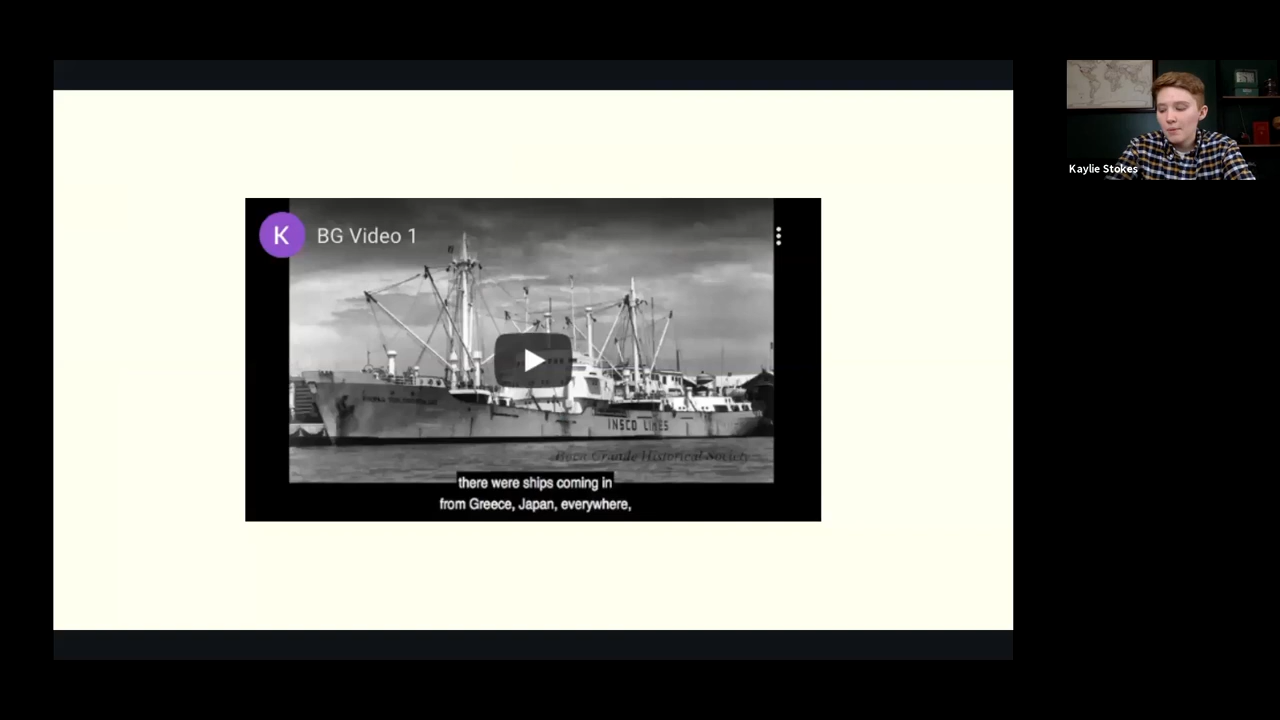 K
BG Video 1
INSCO LINES
Boca Grande Historical Society
there were ships coming in
from Greece, Japan, everywhere,
Kaylie Stokes